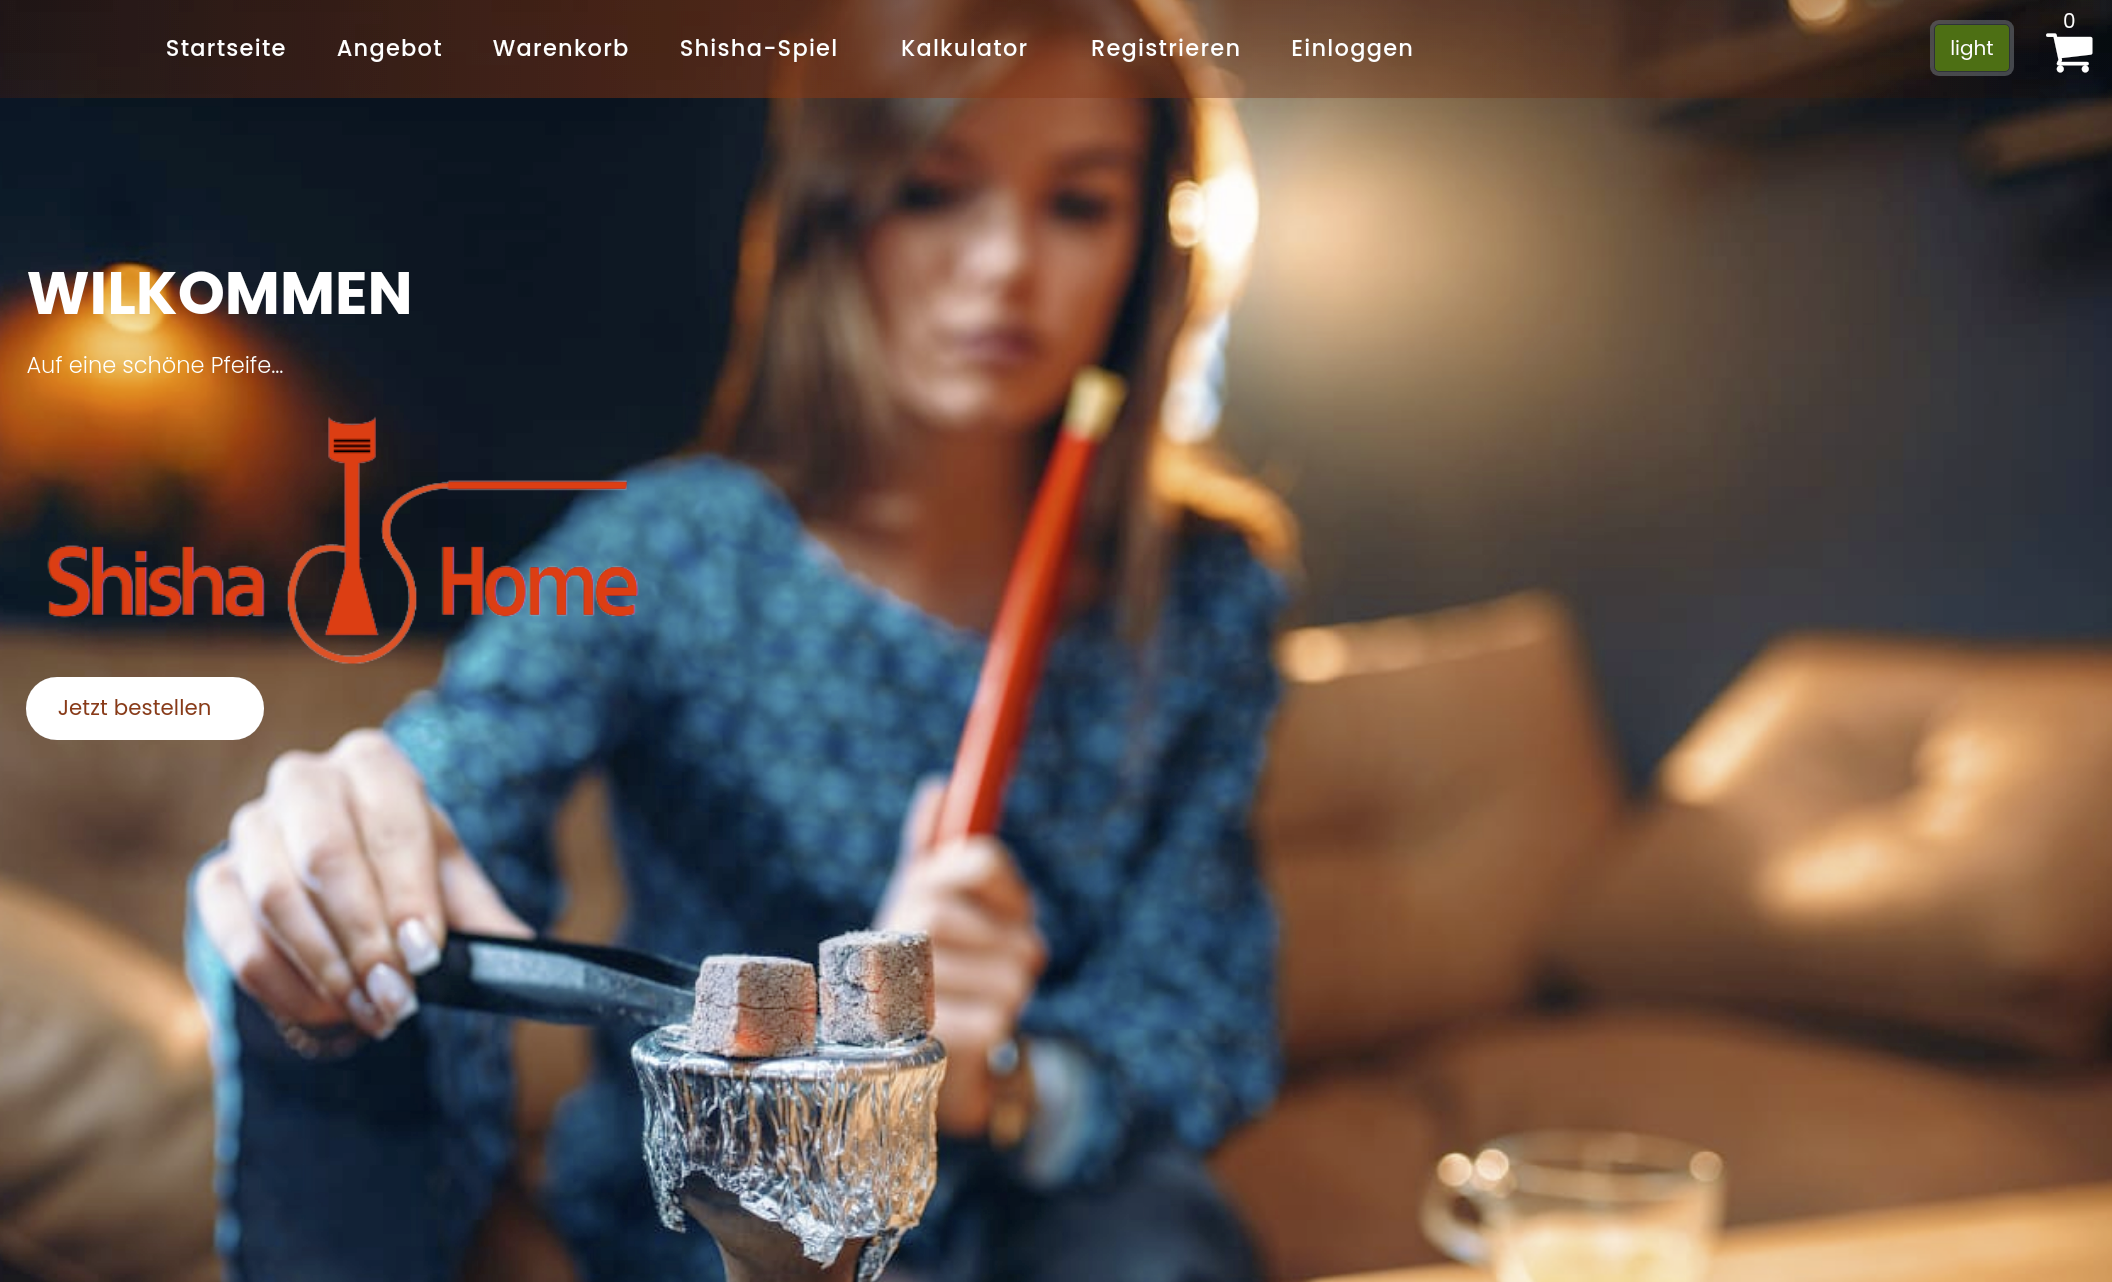 Startseite Angebot Warenkorb Shisha-Spiel Kalkulator Registrieren Einloggen light 0
WILKOMMEN
Auf eine schöne Pfeife...
Shisha Home
Jetzt bestellen